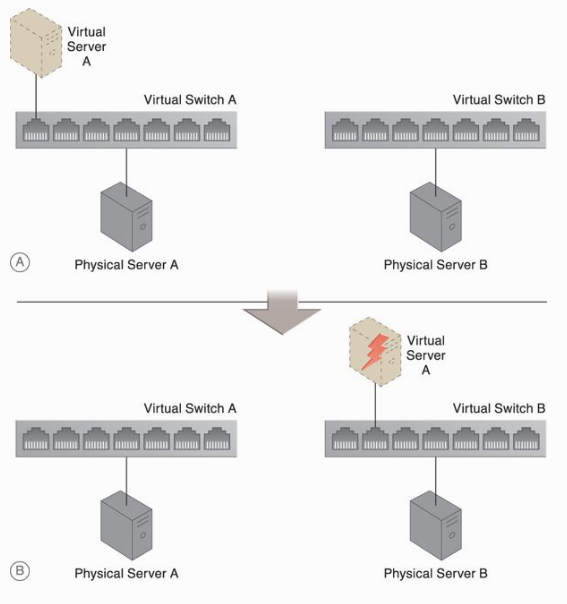 Virtual
Server
A
Virtual Switch A
Virtual Switch B
Physical Server A
Physical Server B
A
Virtual
Server
A
Virtual Switch A
Virtual Switch B
Physical Server A
Physical Server B
B